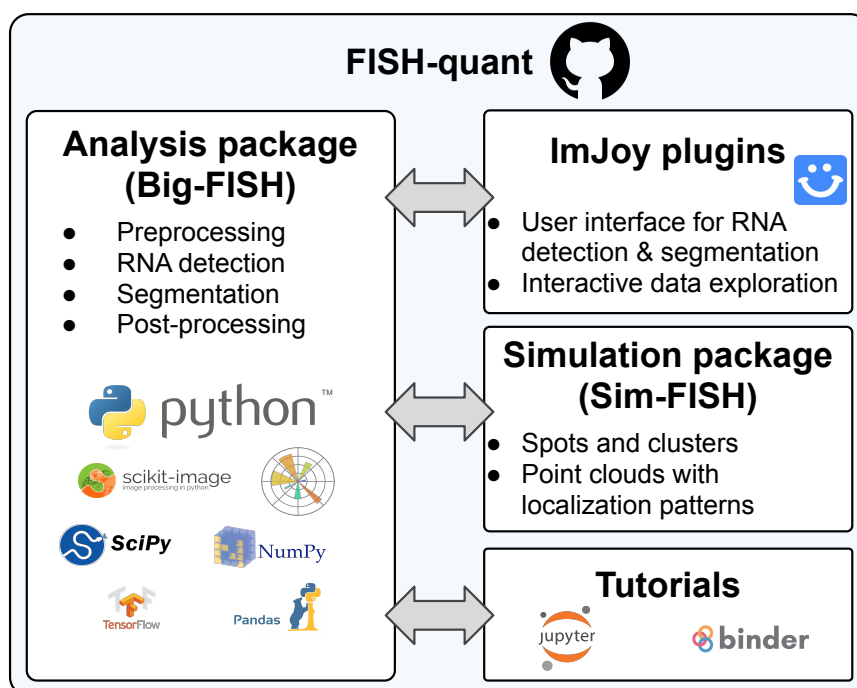 FISH-quant
Analysis package
(Big-FISH)
● Preprocessing
● RNA detection
● Segmentation
● Post-processing
python™
scikit-image
image processing in python
SciPy
NumPy
TensorFlow
Pandas
ImJoy plugins
● User interface for RNA
detection & segmentation
● Interactive data exploration
Simulation package
(Sim-FISH)
● Spots and clusters
● Point clouds with
localization patterns
Tutorials
jupyter
binder